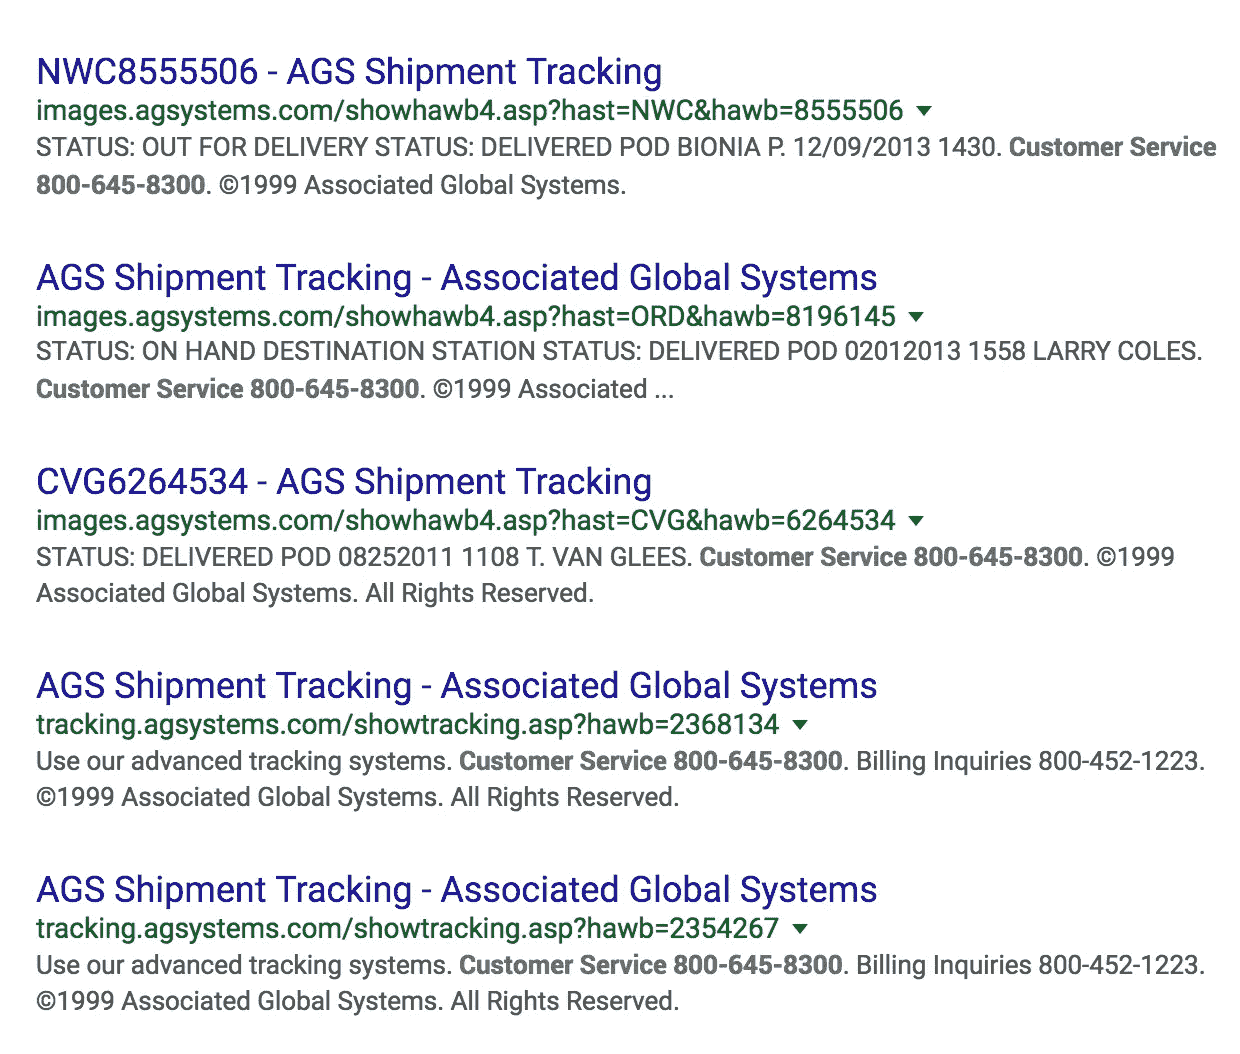 NWC8555506 - AGS Shipment Tracking
images.agsystems.com/showhawb4.asp?hast=NWC&hawb=8555506
STATUS: OUT FOR DELIVERY STATUS: DELIVERED POD BIONIA P. 12/09/2013 1430. Customer Service
800-645-8300. ©1999 Associated Global Systems.
AGS Shipment Tracking - Associated Global Systems
images.agsystems.com/showhawb4.asp?hast=ORD&hawb=8196145
STATUS: ON HAND DESTINATION STATION STATUS: DELIVERED POD 02012013 1558 LARRY COLES.
Customer Service 800-645-8300. ©1999 Associated ...
CVG6264534 - AGS Shipment Tracking
images.agsystems.com/showhawb4.asp?hast=CVG&hawb=6264534
STATUS: DELIVERED POD 08252011 1108 T. VAN GLEES. Customer Service 800-645-8300. ©1999
Associated Global Systems. All Rights Reserved.
AGS Shipment Tracking - Associated Global Systems
tracking.agsystems.com/showtracking.asp?hawb=2368134
Use our advanced tracking systems. Customer Service 800-645-8300. Billing Inquiries 800-452-1223.
©1999 Associated Global Systems. All Rights Reserved.
AGS Shipment Tracking - Associated Global Systems
tracking.agsystems.com/showtracking.asp?hawb=2354267
Use our advanced tracking systems. Customer Service 800-645-8300. Billing Inquiries 800-452-1223.
©1999 Associated Global Systems. All Rights Reserved.